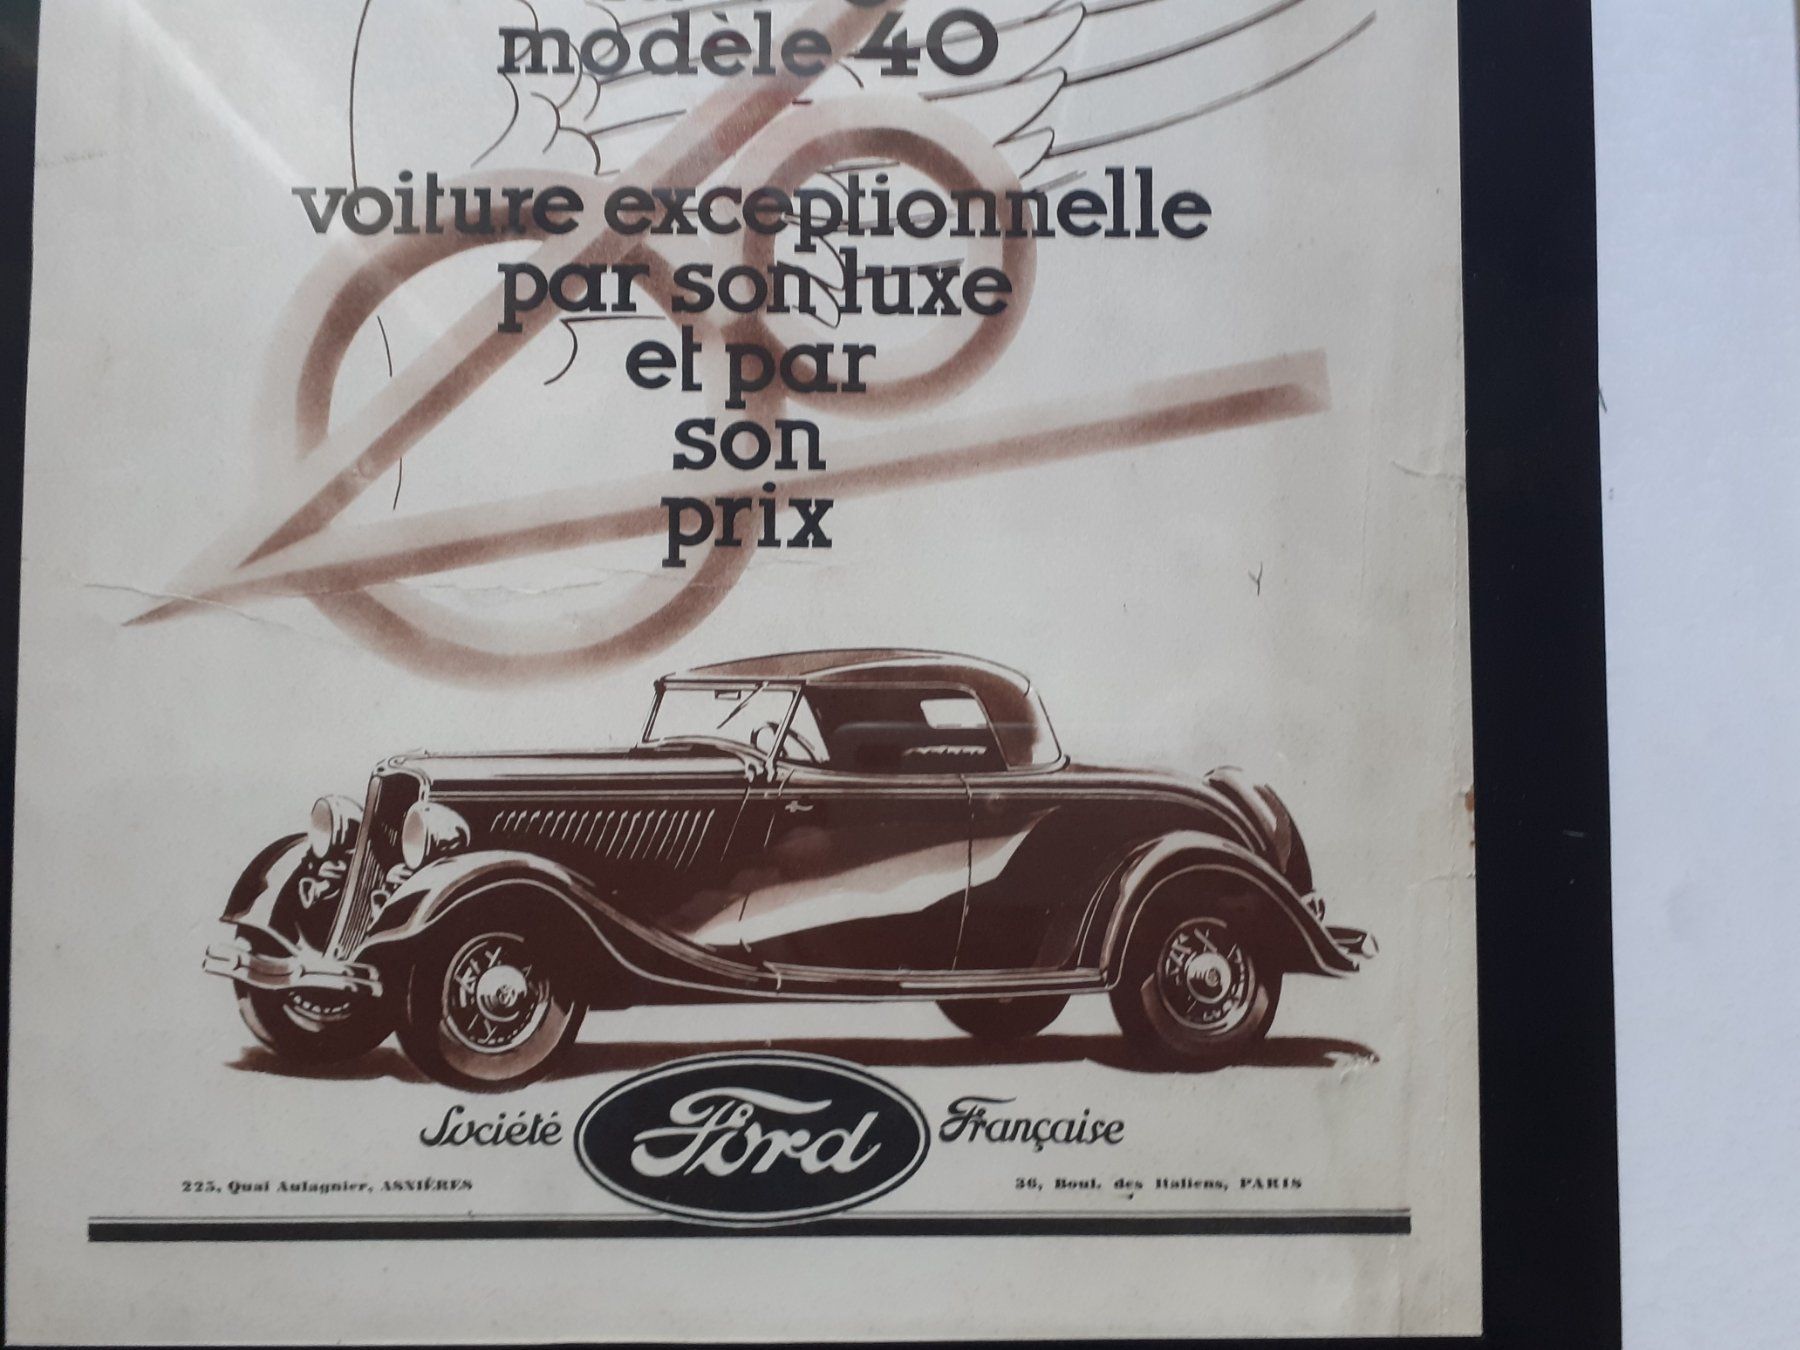 modèle 40
voiture exceptionnelle
par son luxe
et par
son
prix
Société Ford Française
225, Quai Aulagnier, ASNIÈRES
36, Boul. des Italiens, PARIS